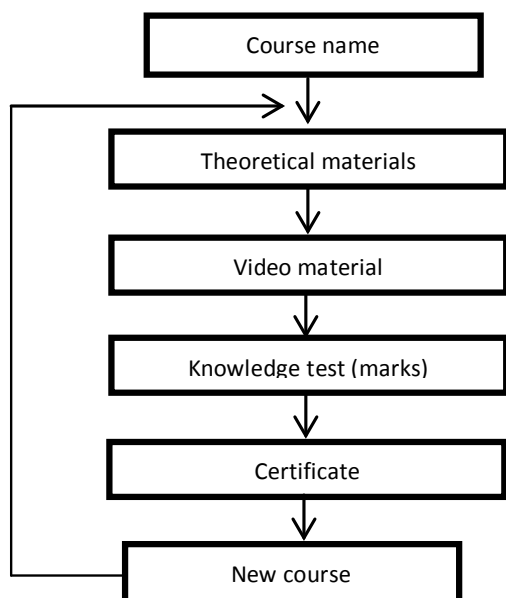 Course name
Theoretical materials
Video material
Knowledge test (marks)
Certificate
New course